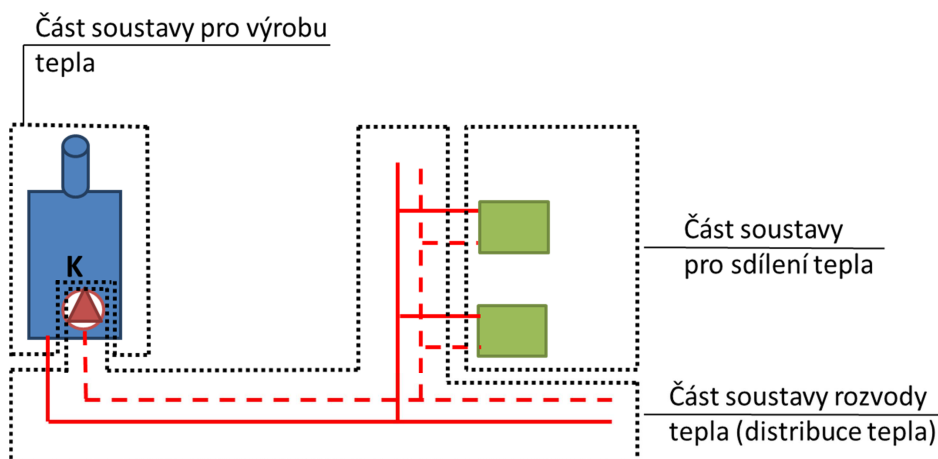 Část soustavy pro výrobu
tepla
K
Část soustavy
pro sdílení tepla
Část soustavy rozvody
tepla (distribuce tepla)